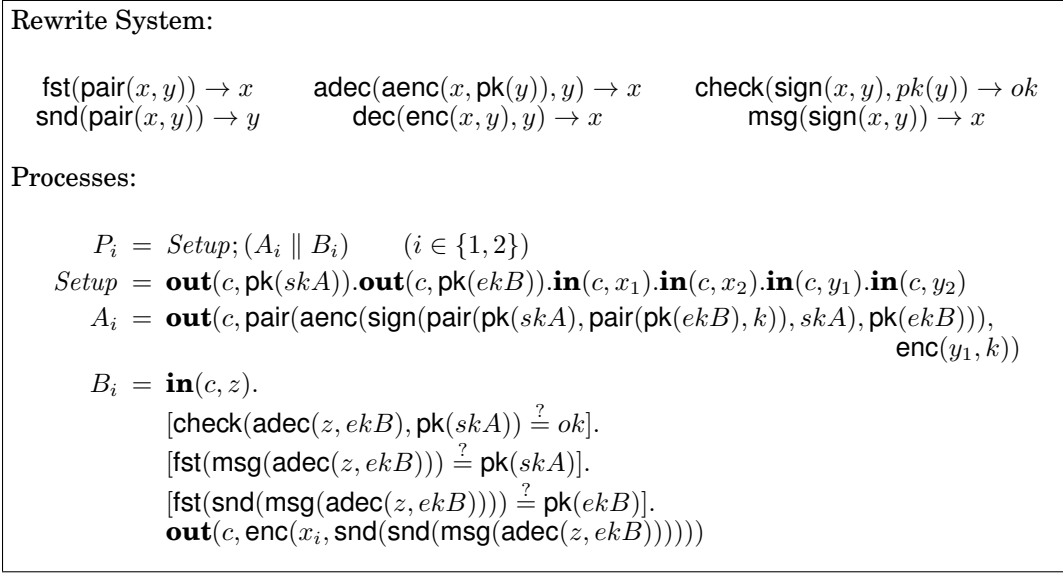 Rewrite System:
fst(pair(x, y)) → x adec(aenc(x, pk(y)), y) → x check(sign(x, y), pk(y)) → ok
snd(pair(x, y)) → y dec(enc(x, y), y) → x msg(sign(x, y)) → x
Processes:
P_i = Setup; (A_i ∥ B_i) (i ∈ {1, 2})
Setup = out(c, pk(skA)).out(c, pk(ekB)).in(c, x_1).in(c, x_2).in(c, y_1).in(c, y_2)
A_i = out(c, pair(aenc(sign(pair(pk(skA), pair(pk(ekB), k)), skA), pk(ekB))),
enc(y_1, k))
B_i = in(c, z).
[check(adec(z, ekB), pk(skA)) ≟ ok].
[fst(msg(adec(z, ekB))) ≟ pk(skA)].
[fst(snd(msg(adec(z, ekB)))) ≟ pk(ekB)].
out(c, enc(x_i, snd(snd(msg(adec(z, ekB))))))